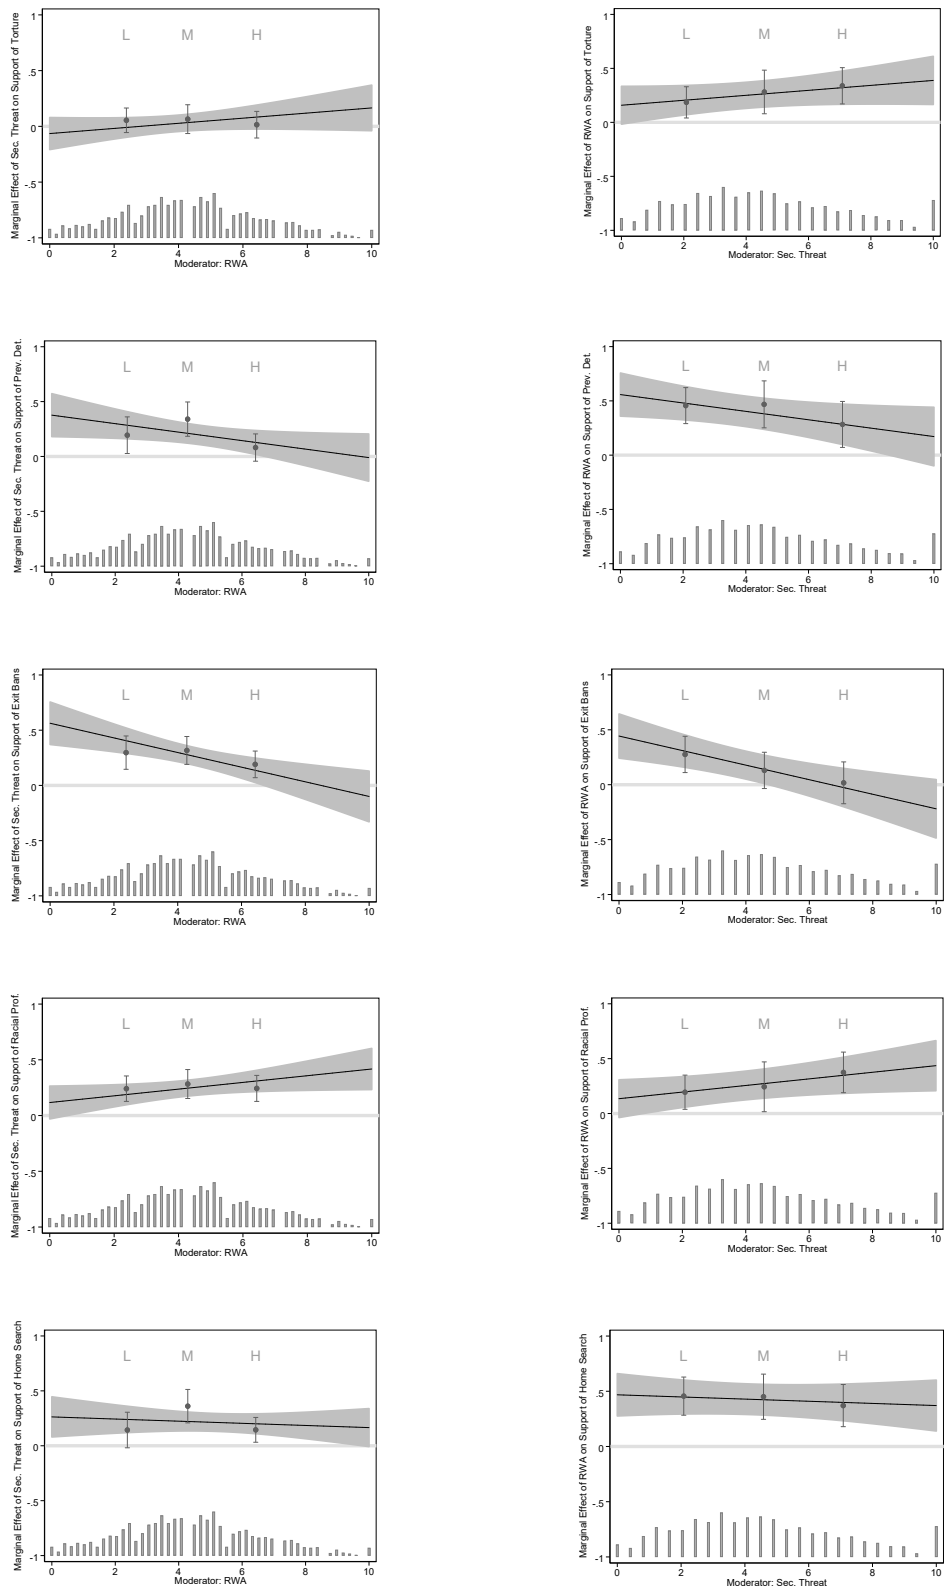 Marginal Effect of Sec. Threat on Support of Torture
1
.5
0
-.5
-1
L M H
0 2 4 6 8 10
Moderator: RWA
Marginal Effect of RWA on Support of Torture
1
.5
0
-.5
-1
L M H
0 2 4 6 8 10
Moderator: Sec. Threat
Marginal Effect of Sec. Threat on Support of Prev. Det.
1
.5
0
-.5
-1
L M H
0 2 4 6 8 10
Moderator: RWA
Marginal Effect of RWA on Support of Prev. Det.
1
.5
0
-.5
-1
L M H
0 2 4 6 8 10
Moderator: Sec. Threat
Marginal Effect of Sec. Threat on Support of Exit Bans
1
.5
0
-.5
-1
L M H
0 2 4 6 8 10
Moderator: RWA
Marginal Effect of RWA on Support of Exit Bans
1
.5
0
-.5
-1
L M H
0 2 4 6 8 10
Moderator: Sec. Threat
Marginal Effect of Sec. Threat on Support of Racial Prof.
1
.5
0
-.5
-1
L M H
0 2 4 6 8 10
Moderator: RWA
Marginal Effect of RWA on Support of Racial Prof.
1
.5
0
-.5
-1
L M H
0 2 4 6 8 10
Moderator: Sec. Threat
Marginal Effect of Sec. Threat on Support of Home Search
1
.5
0
-.5
-1
L M H
0 2 4 6 8 10
Moderator: RWA
Marginal Effect of RWA on Support of Home Search
1
.5
0
-.5
-1
L M H
0 2 4 6 8 10
Moderator: Sec. Threat